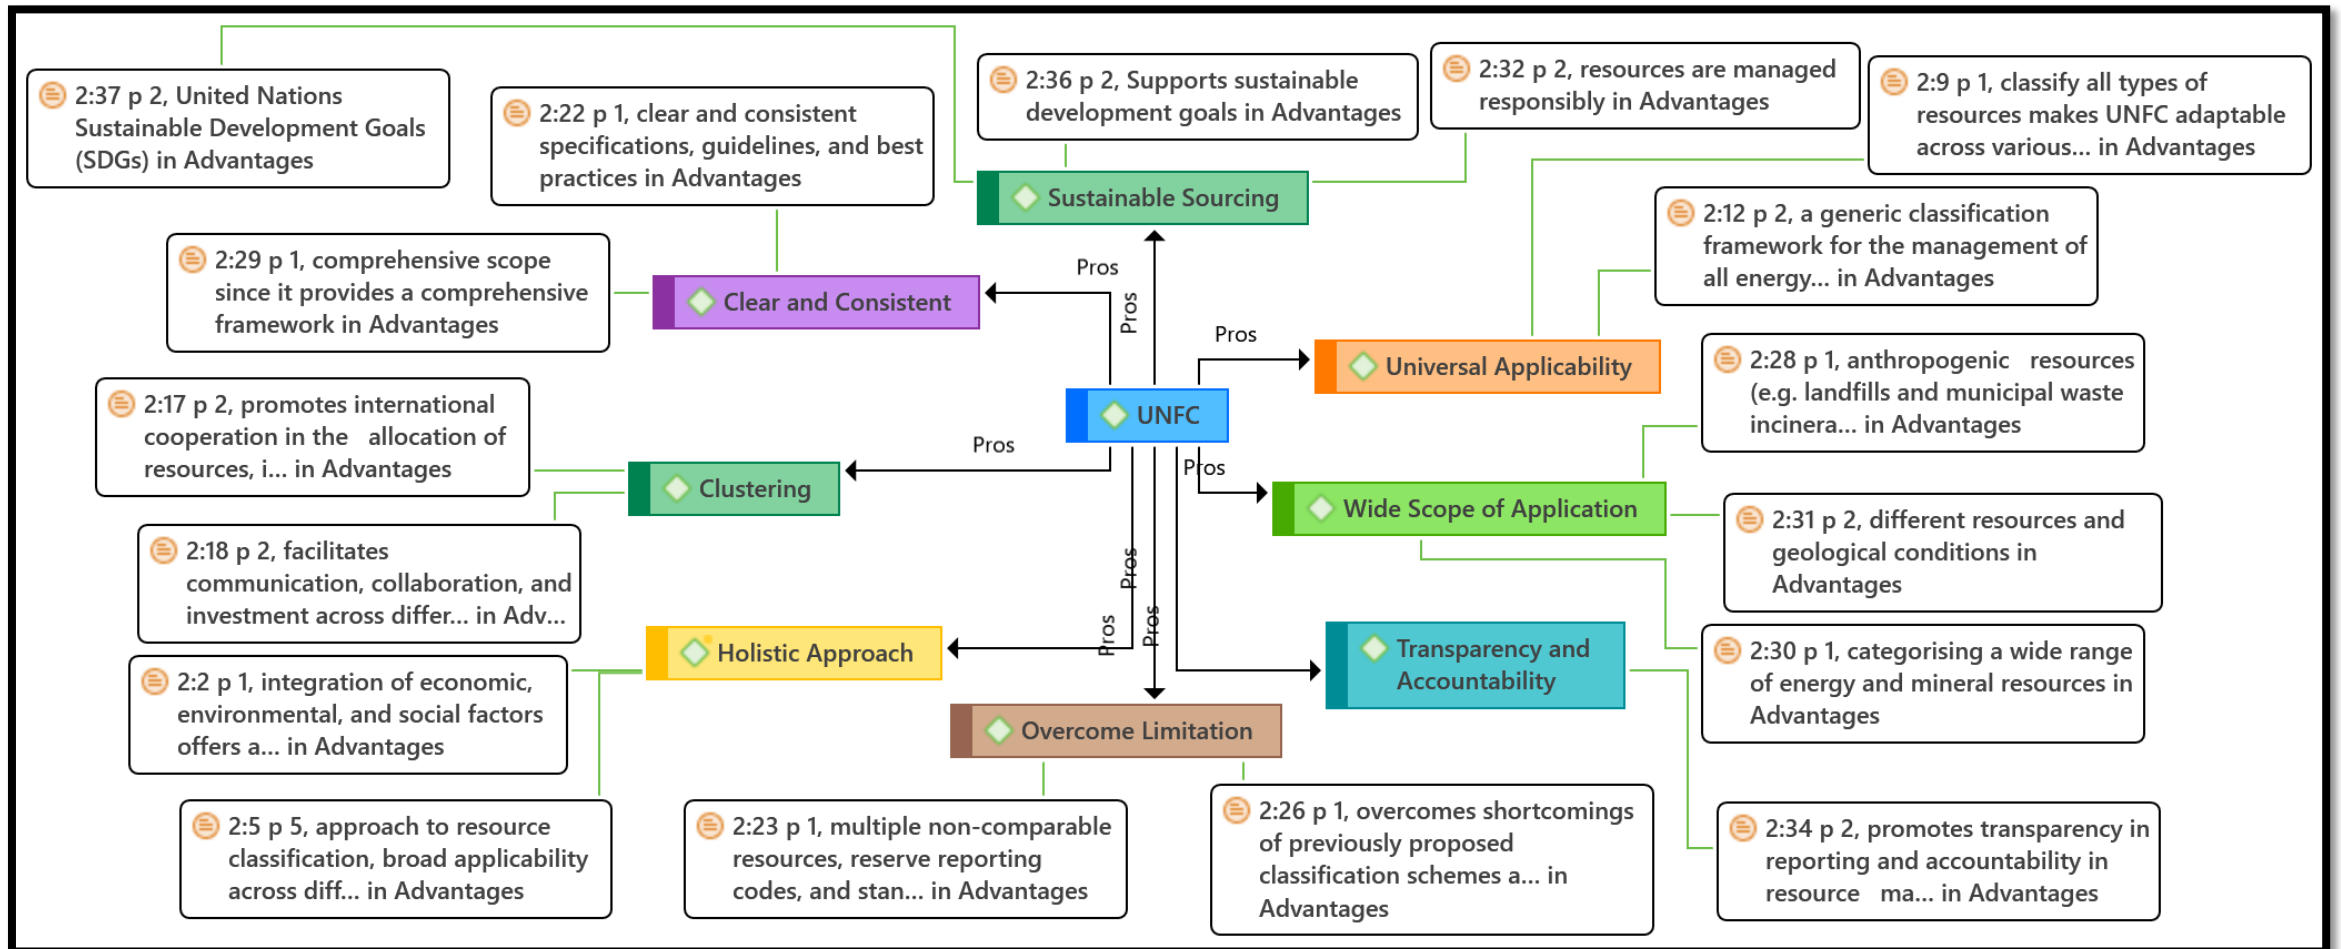 2:37 p 2, United Nations
Sustainable Development Goals
(SDGs) in Advantages
2:22 p 1, clear and consistent
specifications, guidelines, and best
practices in Advantages
2:36 p 2, Supports sustainable
development goals in Advantages
2:32 p 2, resources are managed
responsibly in Advantages
2:9 p 1, classify all types of
resources makes UNFC adaptable
across various... in Advantages
Sustainable Sourcing
2:12 p 2, a generic classification
framework for the management of
all energy... in Advantages
2:29 p 1, comprehensive scope
since it provides a comprehensive
framework in Advantages
Clear and Consistent
Pros
Pros
Pros
Universal Applicability
2:28 p 1, anthropogenic   resources
(e.g. landfills and municipal waste
incinera... in Advantages
2:17 p 2, promotes international
cooperation in the   allocation of
resources, i... in Advantages
UNFC
Pros
Pros
Clustering
Wide Scope of Application
2:31 p 2, different resources and
geological conditions in
Advantages
2:18 p 2, facilitates
communication, collaboration, and
investment across differ... in Adv...
Pros
Pros
Pros
Holistic Approach
Transparency and
Accountability
2:30 p 1, categorising a wide range
of energy and mineral resources in
Advantages
2:2 p 1, integration of economic,
environmental, and social factors
offers a... in Advantages
Overcome Limitation
2:5 p 5, approach to resource
classification, broad applicability
across diff... in Advantages
2:23 p 1, multiple non-comparable
resources, reserve reporting
codes, and stan... in Advantages
2:26 p 1, overcomes shortcomings
of previously proposed
classification schemes a... in
Advantages
2:34 p 2, promotes transparency in
reporting and accountability in
resource   ma... in Advantages